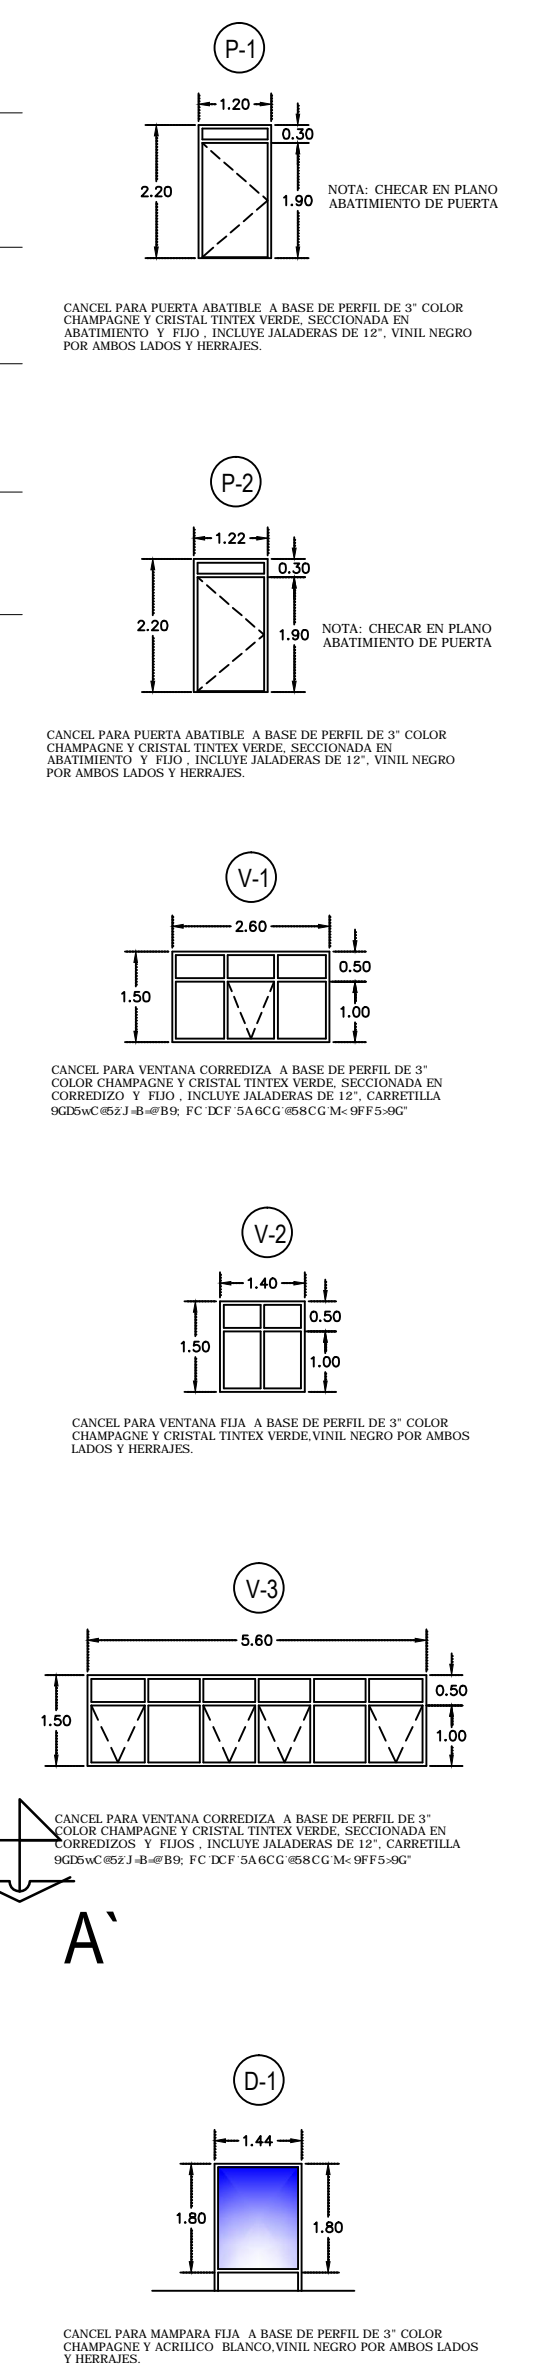 P-1
1.20
0.30
2.20
1.90
NOTA: CHECAR EN PLANO
ABATIMIENTO DE PUERTA
CANCEL PARA PUERTA ABATIBLE A BASE DE PERFIL DE 3" COLOR
CHAMPAGNE Y CRISTAL TINTEX VERDE, SECCIONADA EN
ABATIMIENTO Y FIJO , INCLUYE JALADERAS DE 12", VINIL NEGRO
POR AMBOS LADOS Y HERRAJES.
P-2
1.22
0.30
2.20
1.90
NOTA: CHECAR EN PLANO
ABATIMIENTO DE PUERTA
CANCEL PARA PUERTA ABATIBLE A BASE DE PERFIL DE 3" COLOR
CHAMPAGNE Y CRISTAL TINTEX VERDE, SECCIONADA EN
ABATIMIENTO Y FIJO , INCLUYE JALADERAS DE 12", VINIL NEGRO
POR AMBOS LADOS Y HERRAJES.
V-1
2.60
0.50
1.50
1.00
CANCEL PARA VENTANA CORREDIZA A BASE DE PERFIL DE 3"
COLOR CHAMPAGNE Y CRISTAL TINTEX VERDE, SECCIONADA EN
CORREDIZO Y FIJO , INCLUYE JALADERAS DE 12", CARRETILLA
V-2
1.40
0.50
1.50
1.00
CANCEL PARA VENTANA FIJA A BASE DE PERFIL DE 3" COLOR
CHAMPAGNE Y CRISTAL TINTEX VERDE,VINIL NEGRO POR AMBOS
LADOS Y HERRAJES.
V-3
5.60
0.50
1.50
1.00
CANCEL PARA VENTANA CORREDIZA A BASE DE PERFIL DE 3"
COLOR CHAMPAGNE Y CRISTAL TINTEX VERDE, SECCIONADA EN
CORREDIZOS Y FIJOS , INCLUYE JALADERAS DE 12", CARRETILLA
A`
D-1
1.44
1.80
1.80
CANCEL PARA MAMPARA FIJA A BASE DE PERFIL DE 3" COLOR
CHAMPAGNE Y ACRILICO BLANCO,VINIL NEGRO POR AMBOS LADOS
Y HERRAJES.